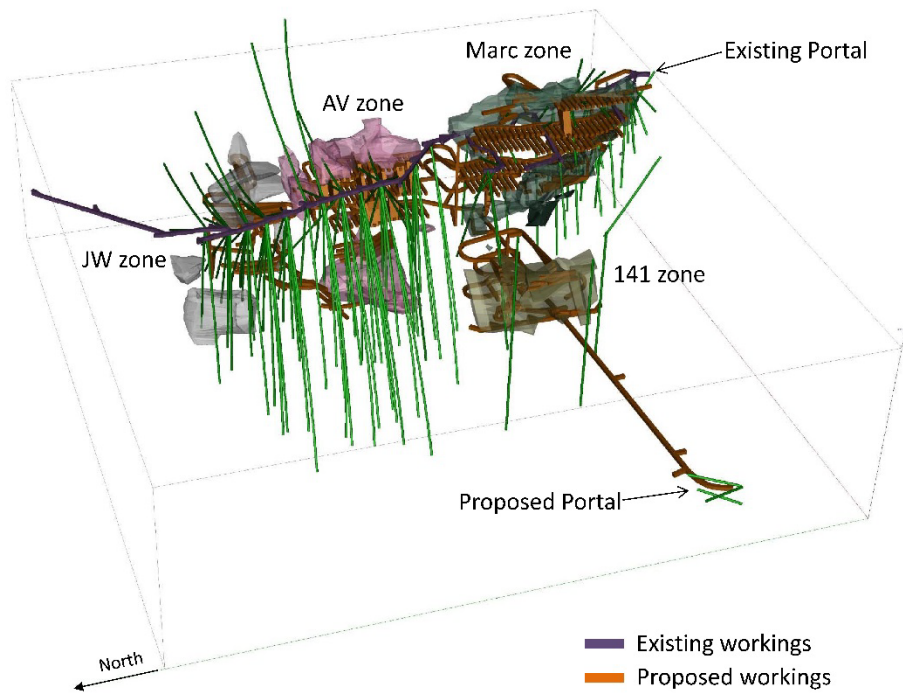 Marc zone
Existing Portal
AV zone
JW zone
141 zone
Proposed Portal
North
Existing workings
Proposed workings